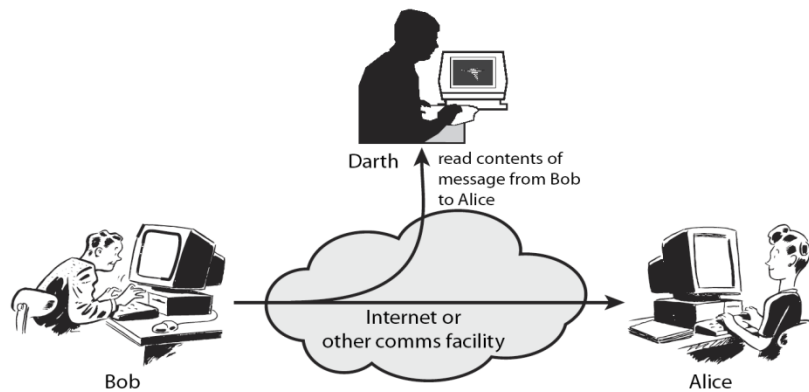 Darth
read contents of
message from Bob
to Alice
Internet or
other comms facility
Bob
Alice